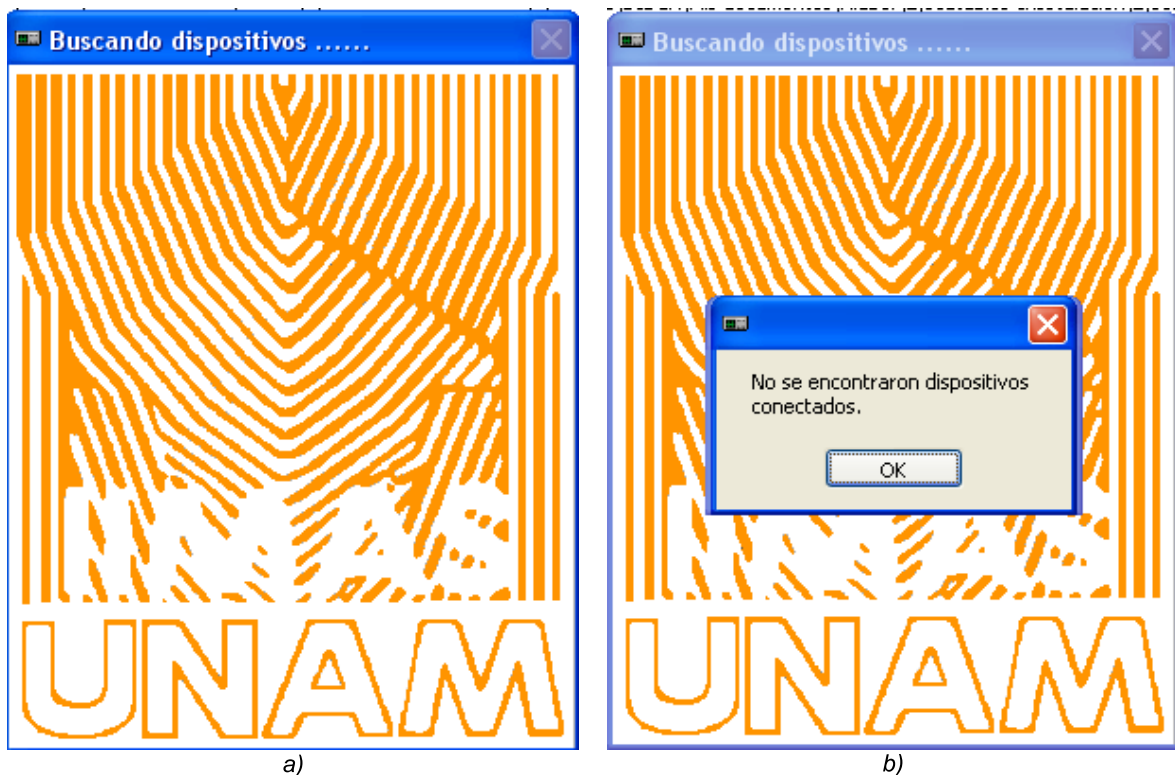 Buscando dispositivos ......
UNAM
a)
Buscando dispositivos ......
No se encontraron dispositivos
conectados.
OK
UNAM
b)